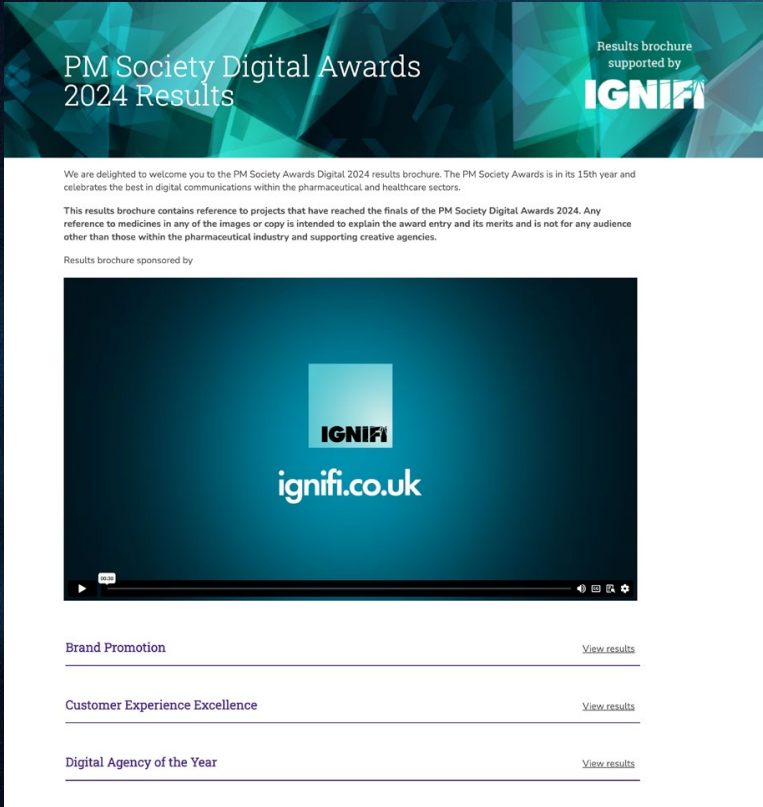 PM Society Digital Awards
2024 Results
Results brochure
supported by
IGNIFI
We are delighted to welcome you to the PM Society Awards Digital 2024 results brochure. The PM Society Awards is in its 15th year and
celebrates the best in digital communications within the pharmaceutical and healthcare sectors.
This results brochure contains reference to projects that have reached the finals of the PM Society Digital Awards 2024. Any
reference to medicines in any of the images or copy is intended to explain the award entry and its merits and is not for any audience
other than those within the pharmaceutical industry and supporting creative agencies.
Results brochure sponsored by
IGNIFI
ignifi.co.uk
00:30
CC
Brand Promotion View results
Customer Experience Excellence View results
Digital Agency of the Year View results